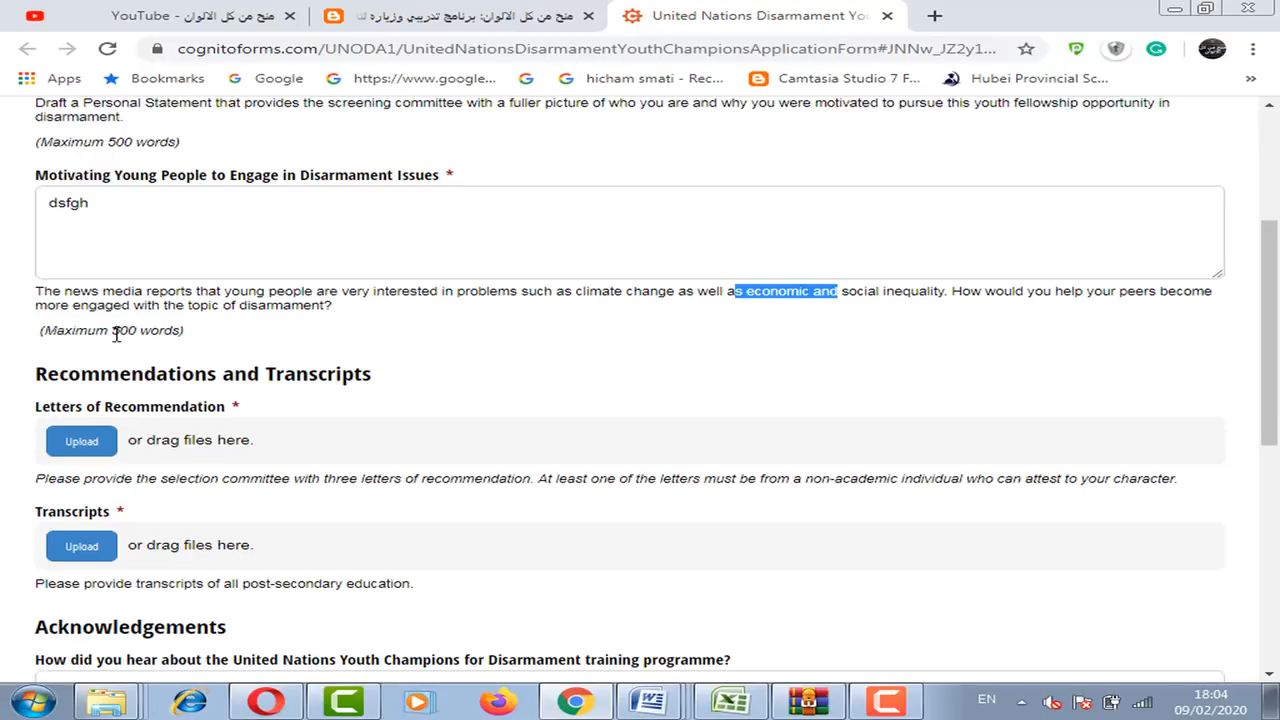 YouTube - منح من كل الالوان
منح من كل الالوان: برنامج تدريبي وزياره لك
United Nations Disarmament You
cognitoforms.com/UNODA1/UnitedNationsDisarmamentYouthChampionsApplicationForm#JNNw_JZ2y1...
Apps Bookmarks Google https://www.google... hicham smati - Rec... Camtasia Studio 7 F... Hubei Provincial Sc... »
Draft a Personal Statement that provides the screening committee with a fuller picture of who you are and why you were motivated to pursue this youth fellowship opportunity in
disarmament.
(Maximum 500 words)
Motivating Young People to Engage in Disarmament Issues *
dsfgh
The news media reports that young people are very interested in problems such as climate change as well as economic and social inequality. How would you help your peers become
more engaged with the topic of disarmament?
(Maximum 500 words)
Recommendations and Transcripts
Letters of Recommendation *
Upload or drag files here.
Please provide the selection committee with three letters of recommendation. At least one of the letters must be from a non-academic individual who can attest to your character.
Transcripts *
Upload or drag files here.
Please provide transcripts of all post-secondary education.
Acknowledgements
How did you hear about the United Nations Youth Champions for Disarmament training programme?
EN
18:04
09/02/2020